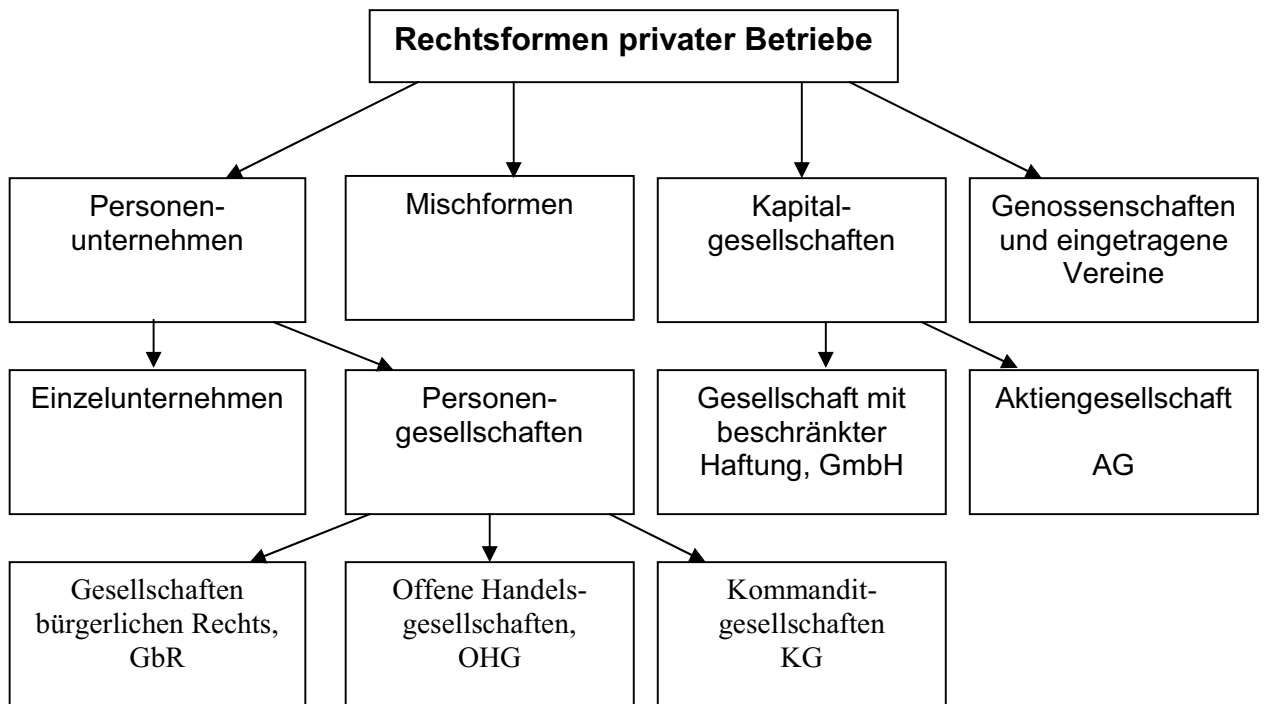 Rechtsformen privater Betriebe
Personen-
unternehmen
Mischformen
Kapital-
gesellschaften
Genossenschaften
und eingetragene
Vereine
Einzelunternehmen
Personen-
gesellschaften
Gesellschaft mit
beschränkter
Haftung, GmbH
Aktiengesellschaft
AG
Gesellschaften
bürgerlichen Rechts,
GbR
Offene Handels-
gesellschaften,
OHG
Kommandit-
gesellschaften
KG